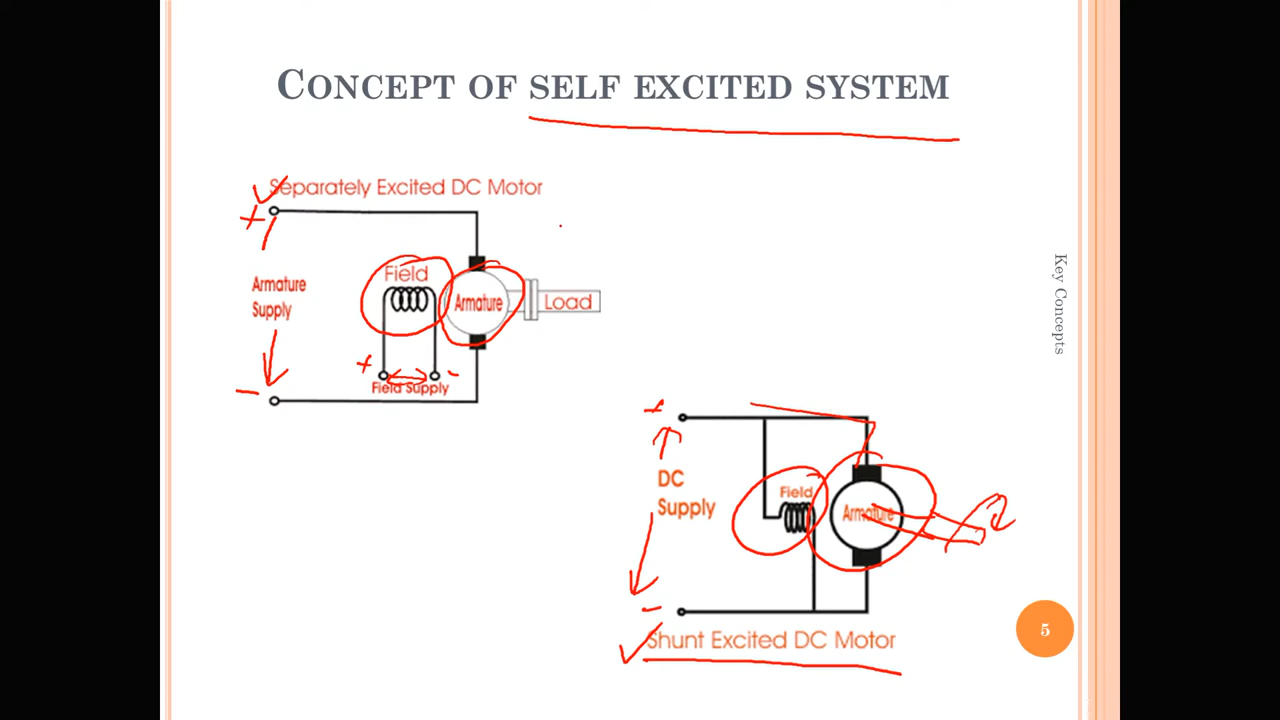 CONCEPT OF SELF EXCITED SYSTEM
Separately Excited DC Motor
+
Armature
Supply
-
Field
Armature
Load
+
-
Field Supply
Key Concepts
+
DC
Supply
-
Field
Armature
Shunt Excited DC Motor
5